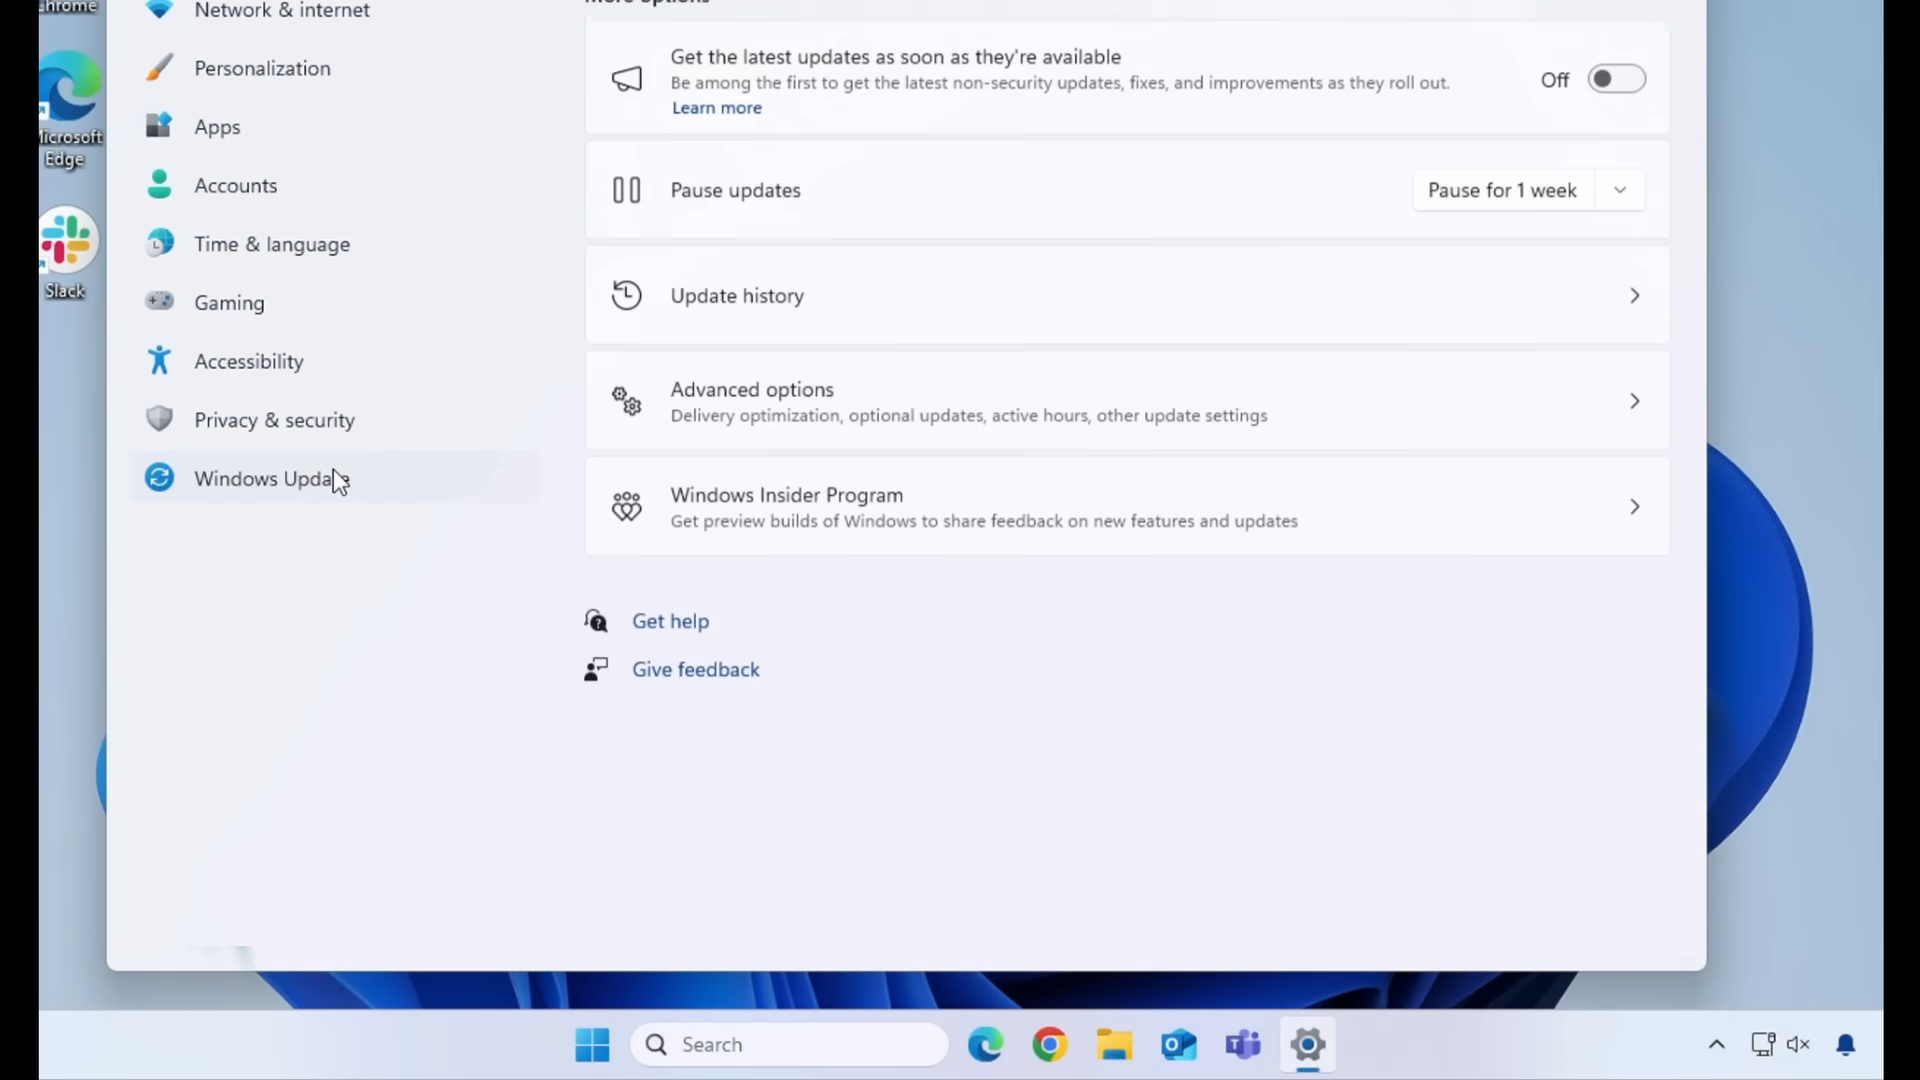 Chrome
Microsoft
Edge
Slack
Network & internet
Personalization
Apps
Accounts
Time & language
Gaming
Accessibility
Privacy & security
Windows Update
More options
Get the latest updates as soon as they're available
Be among the first to get the latest non-security updates, fixes, and improvements as they roll out.
Learn more
Off
Pause updates
Pause for 1 week
Update history
Advanced options
Delivery optimization, optional updates, active hours, other update settings
Windows Insider Program
Get preview builds of Windows to share feedback on new features and updates
Get help
Give feedback
Search